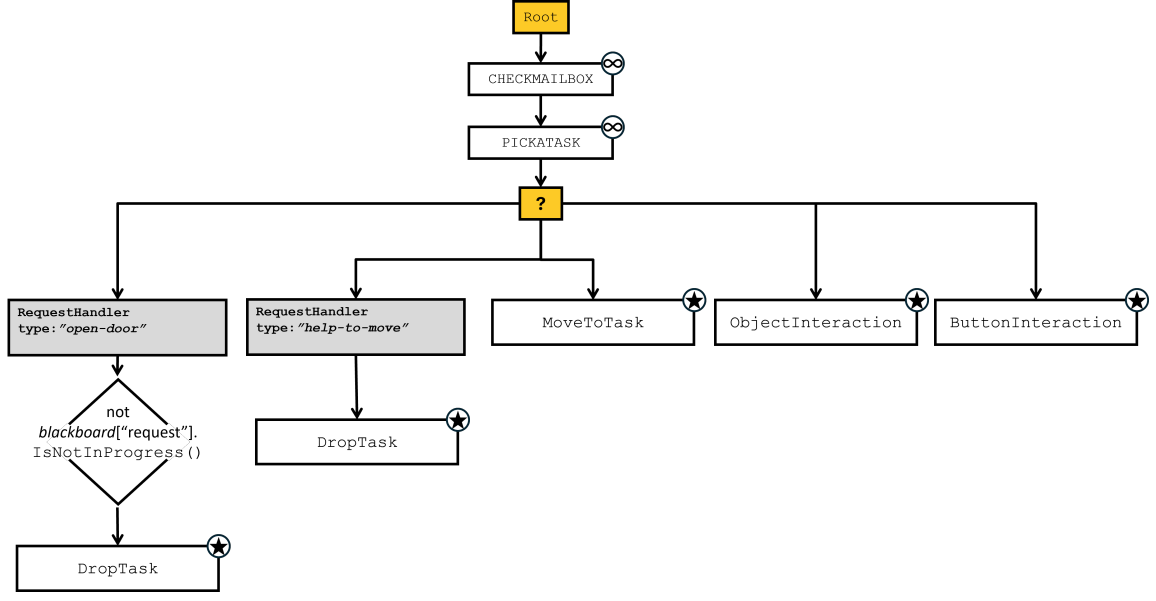 Root
CHECKMAILBOX
PICKATASK
?
RequestHandler
type:”open-door”
RequestHandler
type:”help-to-move”
MoveToTask
ObjectInteraction
ButtonInteraction
not
blackboard[“request”].
IsNotInProgress()
DropTask
DropTask